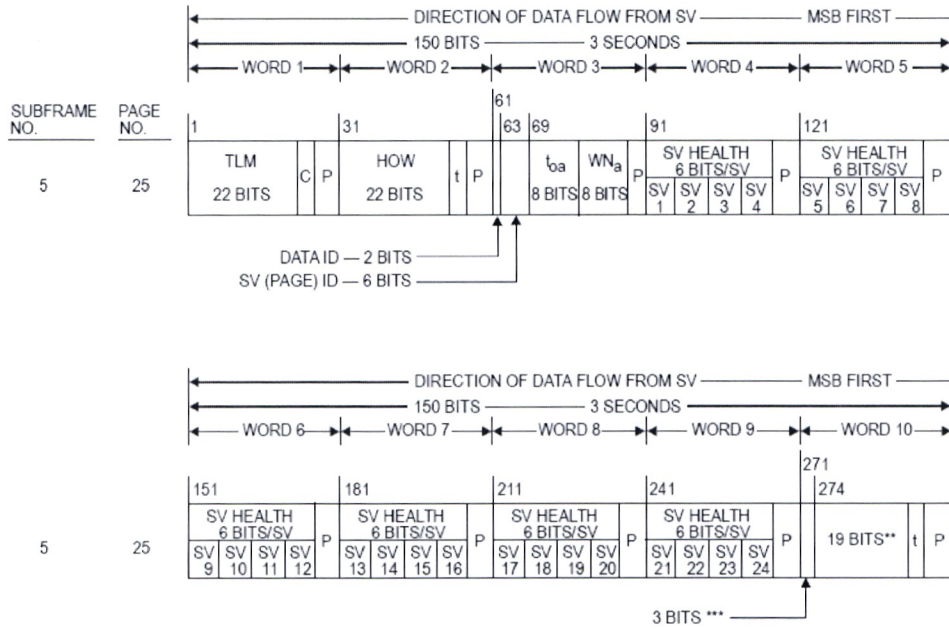 DIRECTION OF DATA FLOW FROM SV MSB FIRST
150 BITS 3 SECONDS
WORD 1 WORD 2 WORD 3 WORD 4 WORD 5
SUBFRAME NO. PAGE NO.
1 31 61 63 69 91 121
5 25
TLM 22 BITS C P
HOW 22 BITS t P
toa 8 BITS WNa 8 BITS P
SV HEALTH 6 BITS/SV P
SV 1 SV 2 SV 3 SV 4
SV HEALTH 6 BITS/SV P
SV 5 SV 6 SV 7 SV 8
DATA ID — 2 BITS
SV (PAGE) ID — 6 BITS
DIRECTION OF DATA FLOW FROM SV MSB FIRST
150 BITS 3 SECONDS
WORD 6 WORD 7 WORD 8 WORD 9 WORD 10
151 181 211 241 271 274
5 25
SV HEALTH 6 BITS/SV P
SV 9 SV 10 SV 11 SV 12
SV HEALTH 6 BITS/SV P
SV 13 SV 14 SV 15 SV 16
SV HEALTH 6 BITS/SV P
SV 17 SV 18 SV 19 SV 20
SV HEALTH 6 BITS/SV P
SV 21 SV 22 SV 23 SV 24
19 BITS** t P
3 BITS ***